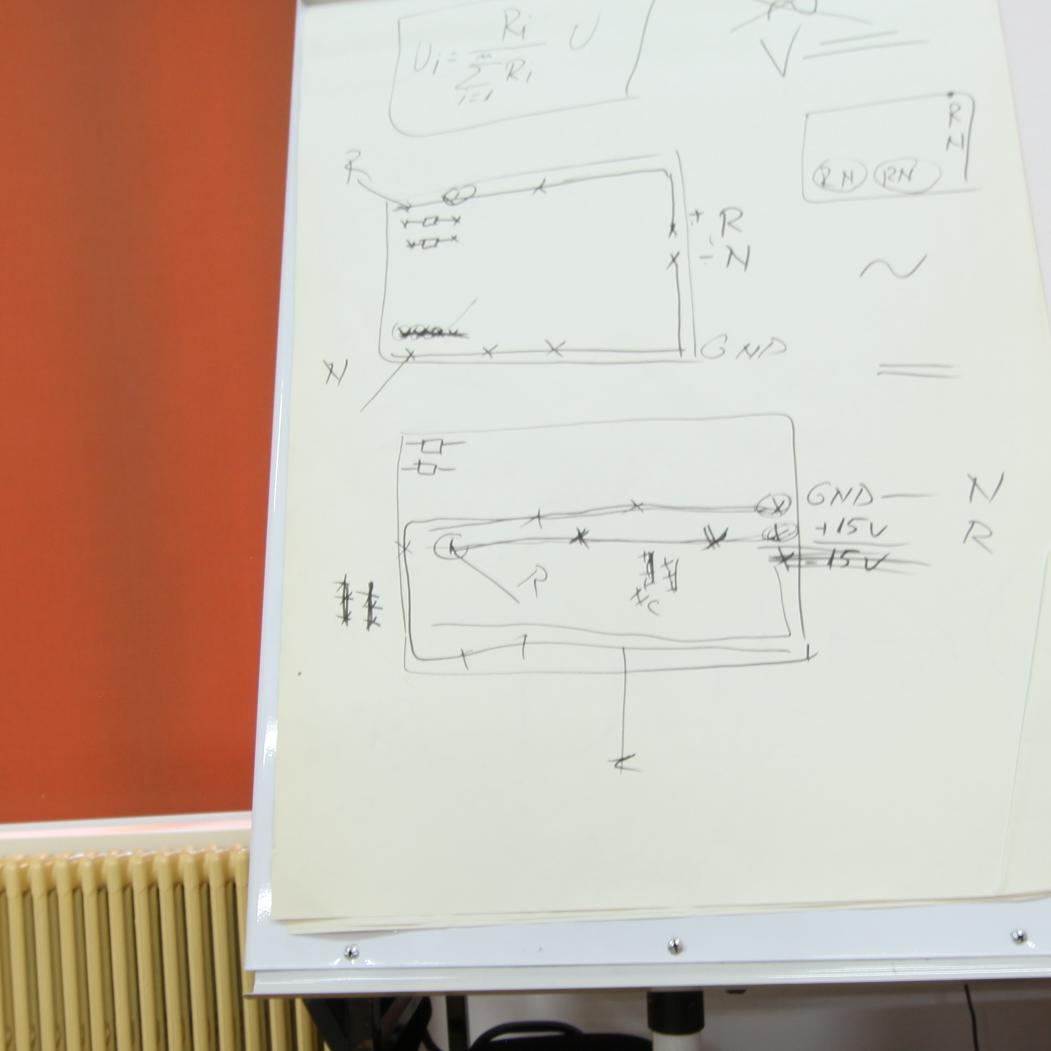 U_i = \frac{R_i}{\sum_{i=1}^{n} R_i} U
V
R
N
RN RN
R
+ R
- N
GND
N
GND — N
+15V R
-15V
R
C